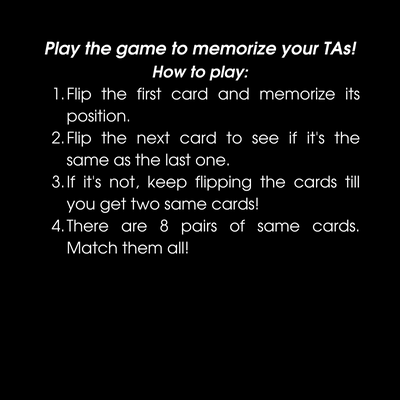 Play the game to memorize your TAs!
How to play:
1. Flip the first card and memorize its
position.
2. Flip the next card to see if it's the
same as the last one.
3. If it's not, keep flipping the cards till
you get two same cards!
4. There are 8 pairs of same cards.
Match them all!